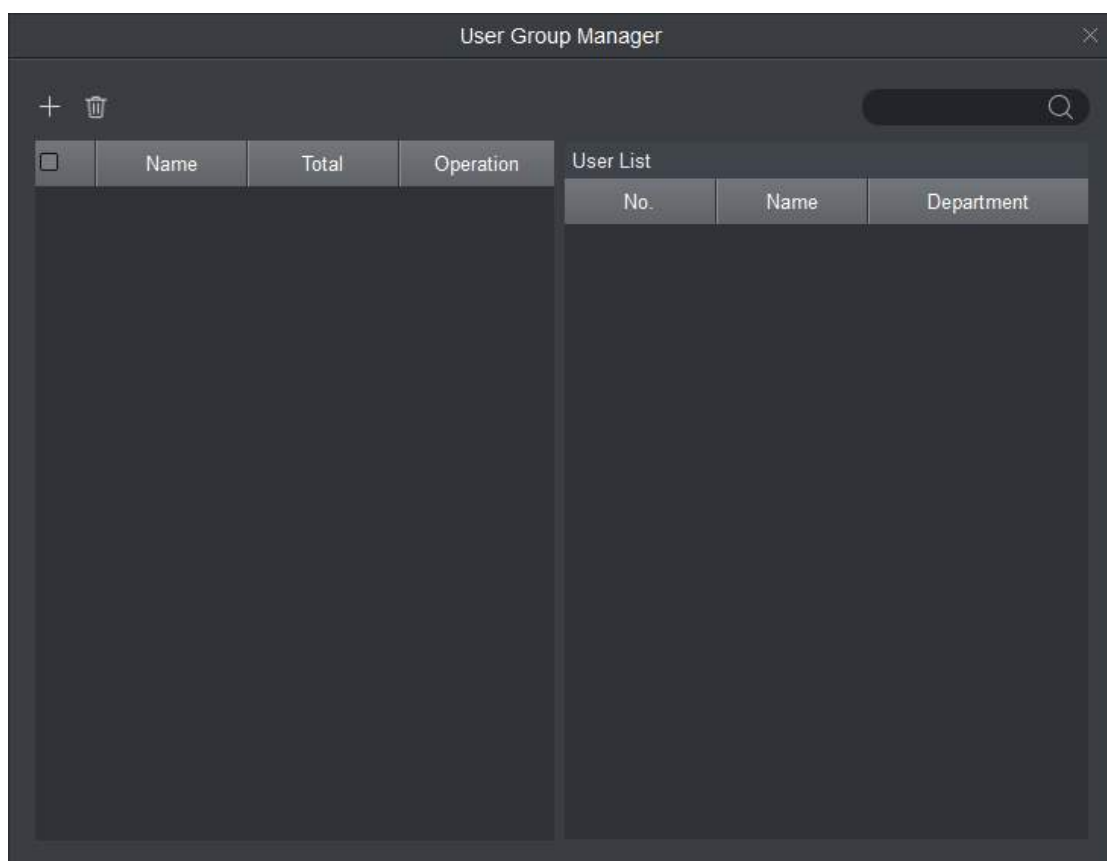 User Group Manager
Name Total Operation
User List
No. Name Department